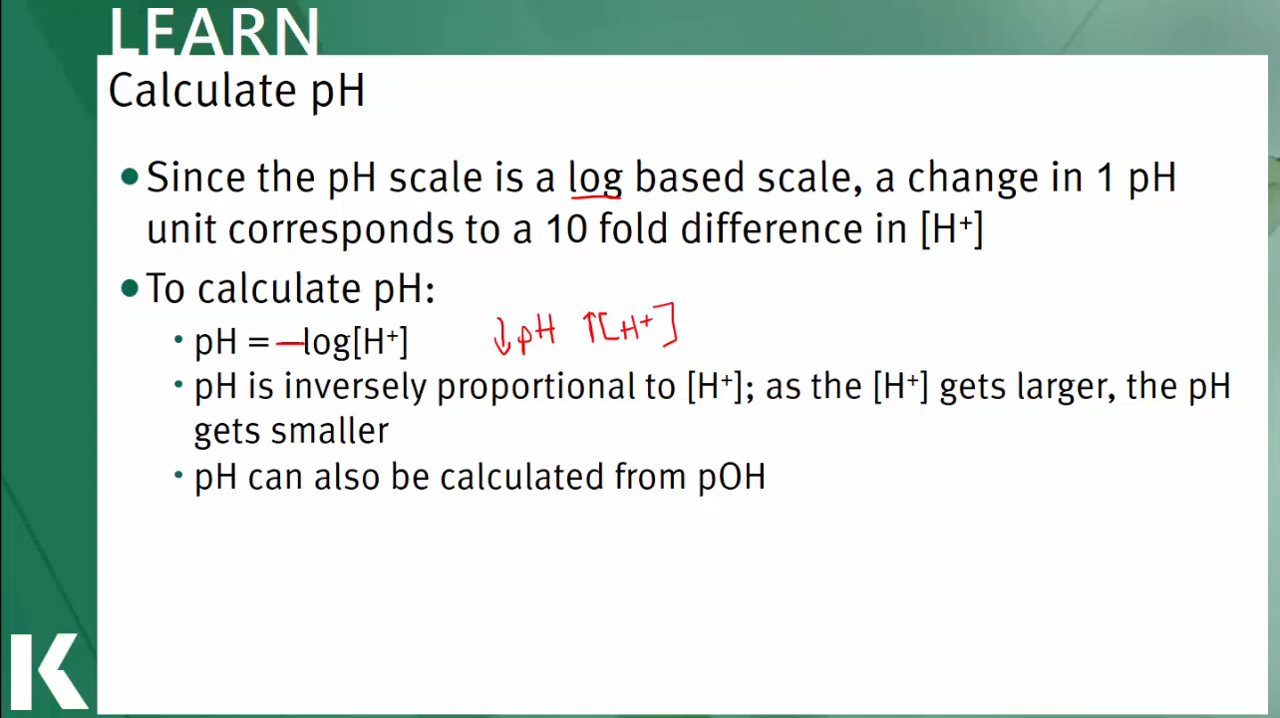 LEARN
Calculate pH
• Since the pH scale is a log based scale, a change in 1 pH
unit corresponds to a 10 fold difference in [H⁺]
• To calculate pH:
• pH = –log[H⁺]
↓pH ↑[H⁺]
• pH is inversely proportional to [H⁺]; as the [H⁺] gets larger, the pH
gets smaller
• pH can also be calculated from pOH
K